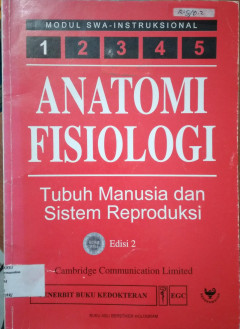 MODUL SWA-INSTRUKSIONAL
1 2 3 4 5
ANATOMI
FISIOLOGI
Tubuh Manusia dan
Sistem Reproduksi
Edisi 2
Cambridge Communication Limited
PENERBIT BUKU KEDOKTERAN EGC